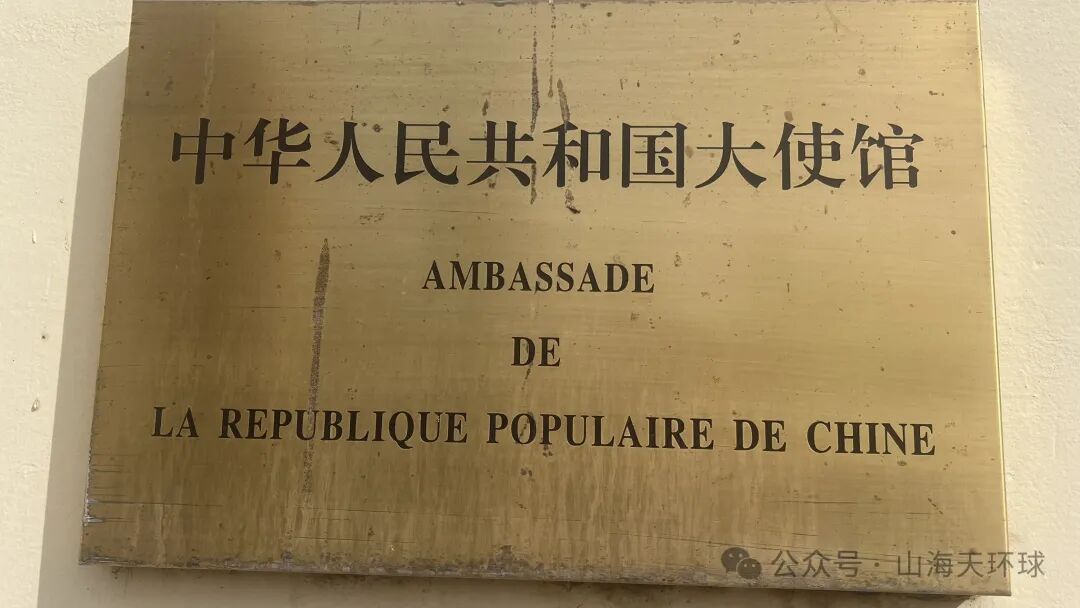 中华人民共和国大使馆
AMBASSADE
DE
LA REPUBLIQUE POPULAIRE DE CHINE
公众号·山海天环球